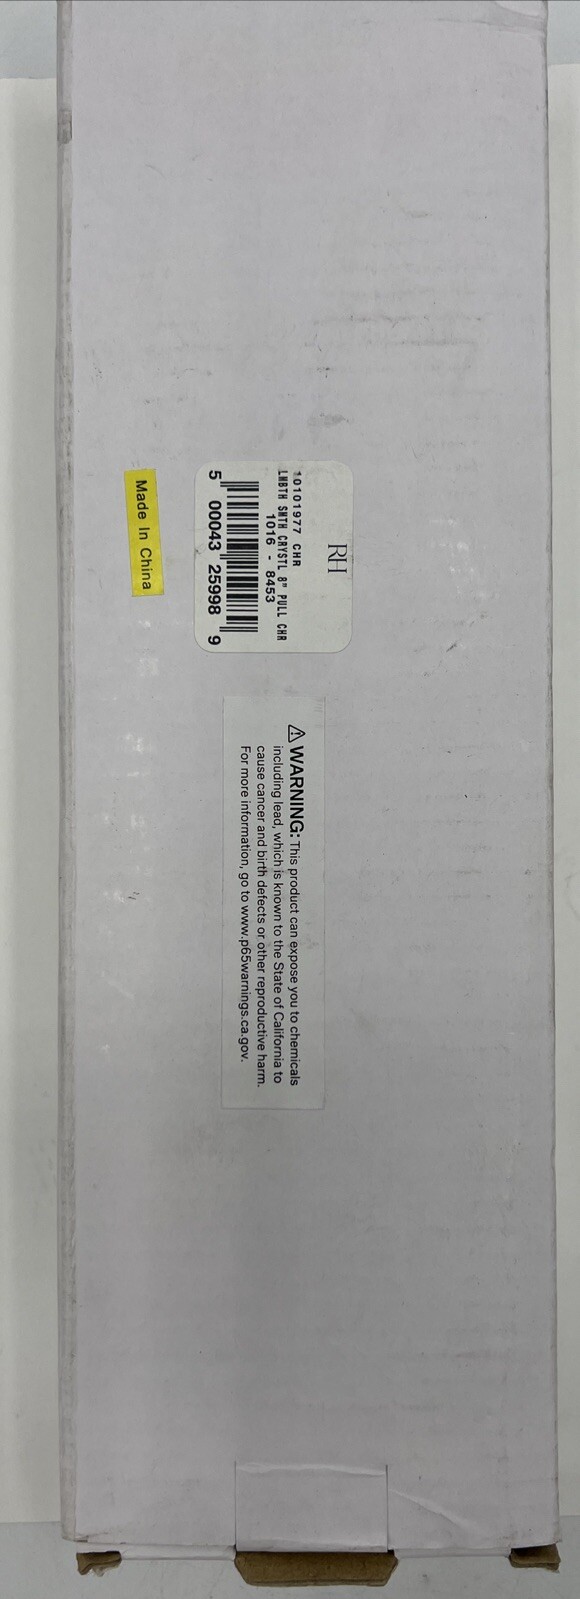 RH
10101977 CHR
LMBTH SMTH CRYSTL 8" PULL CHR
1016 - 8453
5 00043 25998 9
Made In China
⚠ WARNING: This product can expose you to chemicals
including lead, which is known to the State of California to
cause cancer and birth defects or other reproductive harm.
For more information, go to www.p65warnings.ca.gov.